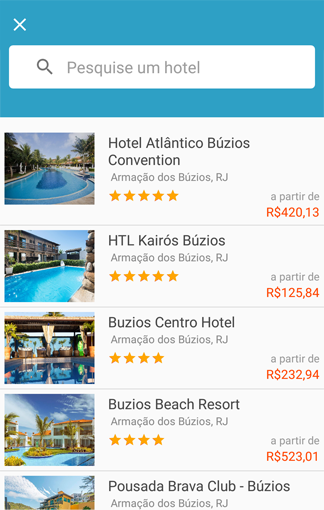 Pesquise um hotel
Hotel Atlântico Búzios
Convention
Armação dos Búzios, RJ
a partir de
R$420,13
HTL Kairós Búzios
Armação dos Búzios, RJ
a partir de
R$125,84
Buzios Centro Hotel
Armação dos Búzios, RJ
a partir de
R$232,94
Buzios Beach Resort
Armação dos Búzios, RJ
a partir de
R$523,01
Pousada Brava Club - Búzios
Armação dos Búzios, RJ